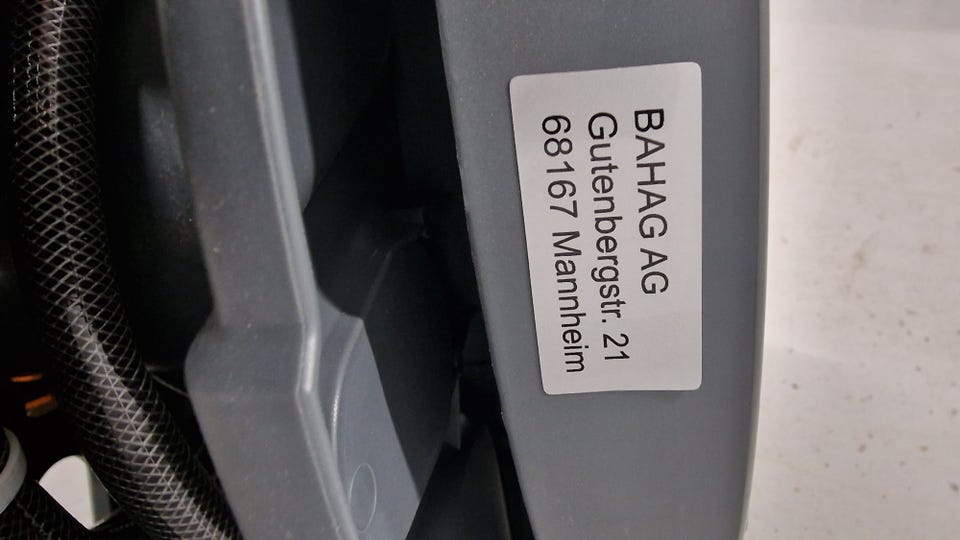 BAHAG AG
Gutenbergstr. 21
68167 Mannheim